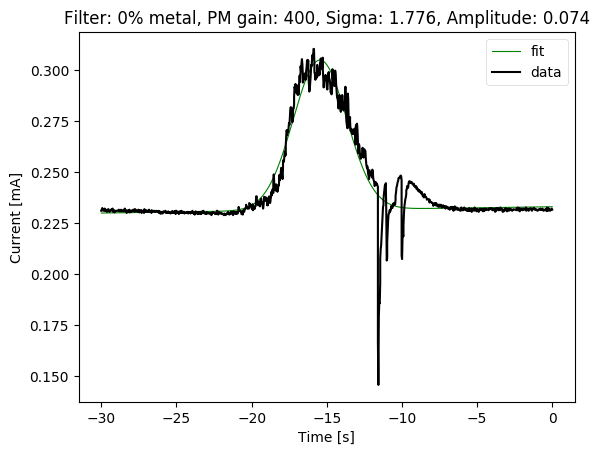 Filter: 0% metal, PM gain: 400, Sigma: 1.776, Amplitude: 0.074
fit
data
0.300
0.275
0.250
0.225
0.200
0.175
0.150
Current [mA]
−30
−25
−20
−15
−10
−5
0
Time [s]